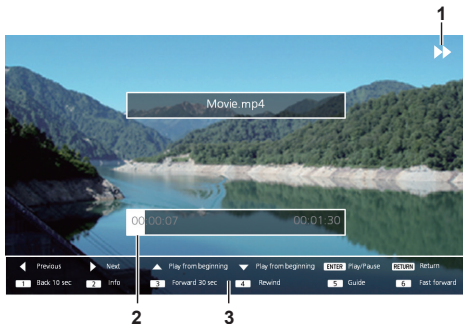 1
Movie.mp4
00:00:07 00:01:30
Previous Next Play from beginning Play from beginning ENTER Play/Pause RETURN Return
1 Back 10 sec 2 Info 3 Forward 30 sec 4 Rewind 5 Guide 6 Fast forward
2 3